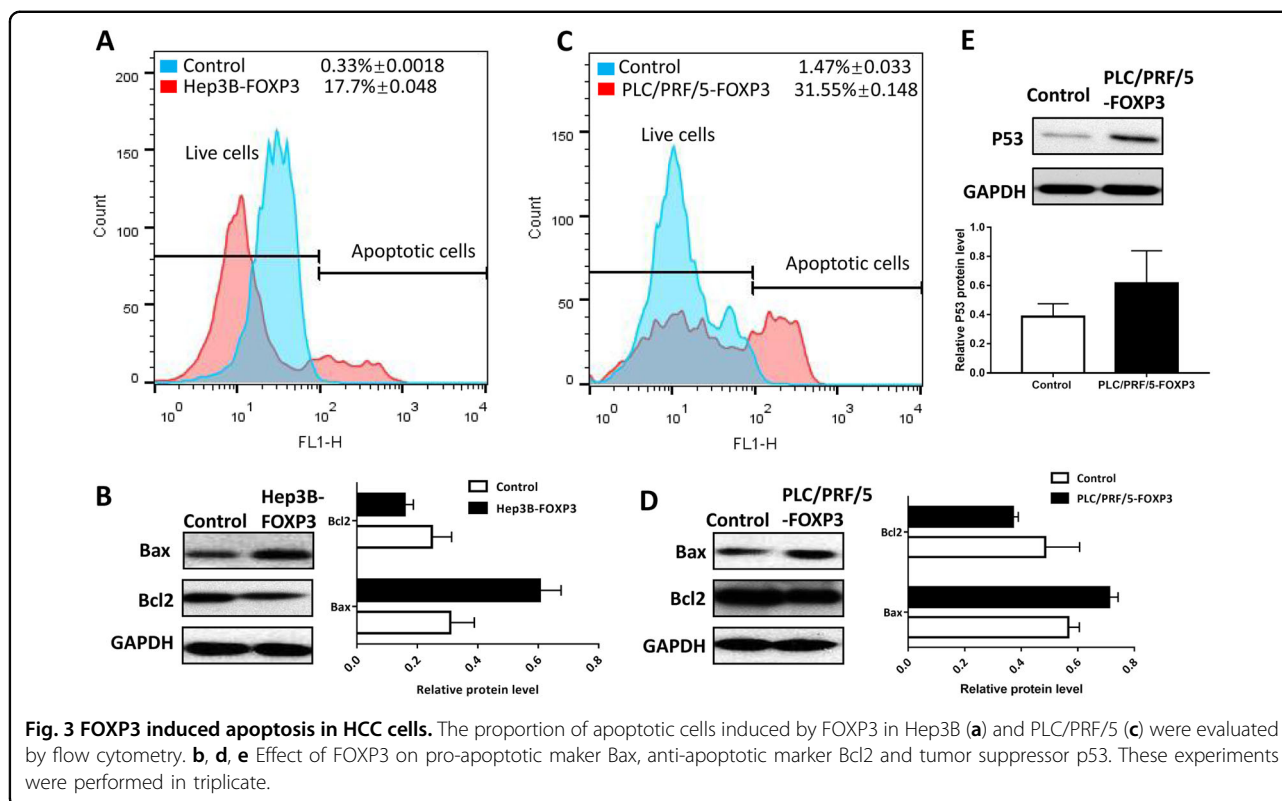 A
Control 0.33%±0.0018
Hep3B-FOXP3 17.7%±0.048
Live cells
Apoptotic cells
Count
200
150
100
50
0
10^0 10^1 10^2 10^3 10^4
FL1-H
C
Control 1.47%±0.033
PLC/PRF/5-FOXP3 31.55%±0.148
Live cells
Apoptotic cells
Count
200
150
100
50
0
10^0 10^1 10^2 10^3 10^4
FL1-H
E
Control PLC/PRF/5
-FOXP3
P53
GAPDH
Relative P53 protein level
1.0
0.8
0.6
0.4
0.2
0.0
Control PLC/PRF/5-FOXP3
B
Control Hep3B-
FOXP3
Bax
Bcl2
GAPDH
Control
Hep3B-FOXP3
Bcl2
Bax
0.0 0.2 0.4 0.6 0.8
Relative protein level
D
Control PLC/PRF/5
-FOXP3
Bax
Bcl2
GAPDH
Control
PLC/PRF/5-FOXP3
Bcl2
Bax
0.0 0.2 0.4 0.6 0.8
Relative protein level
Fig. 3 FOXP3 induced apoptosis in HCC cells. The proportion of apoptotic cells induced by FOXP3 in Hep3B (a) and PLC/PRF/5 (c) were evaluated
by flow cytometry. b, d, e Effect of FOXP3 on pro-apoptotic maker Bax, anti-apoptotic marker Bcl2 and tumor suppressor p53. These experiments
were performed in triplicate.